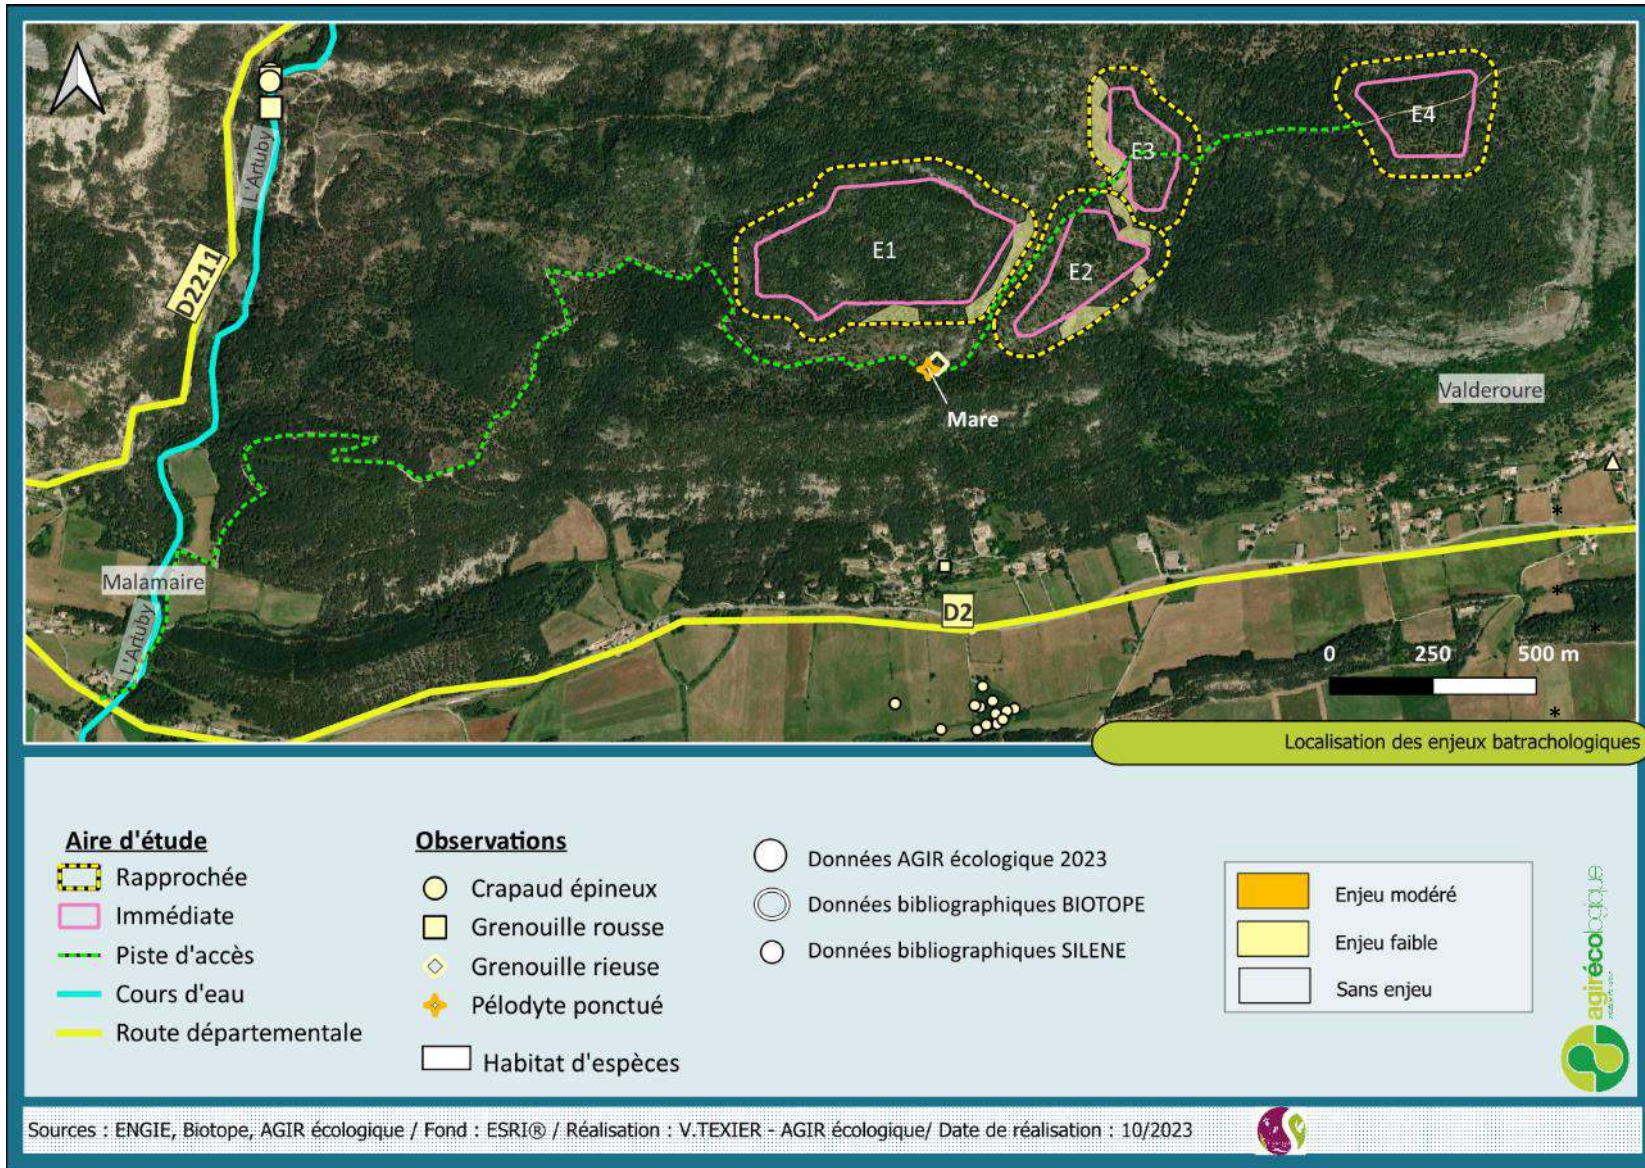 L'Artuby
D2211
E1
E2
E3
E4
Mare
Valderoure
Malamaire
L'Artuby
D2
0 250 500 m
*
*
*
*
Localisation des enjeux batrachologiques
Aire d'étude
Rapprochée
Immédiate
Piste d'accès
Cours d'eau
Route départementale
Observations
Crapaud épineux
Grenouille rousse
Grenouille rieuse
Pélodyte ponctué
Habitat d'espèces
Données AGIR écologique 2023
Données bibliographiques BIOTOPE
Données bibliographiques SILENE
Enjeu modéré
Enjeu faible
Sans enjeu
agirécologique
Sources : ENGIE, Biotope, AGIR écologique / Fond : ESRI® / Réalisation : V.TEXIER - AGIR écologique/ Date de réalisation : 10/2023